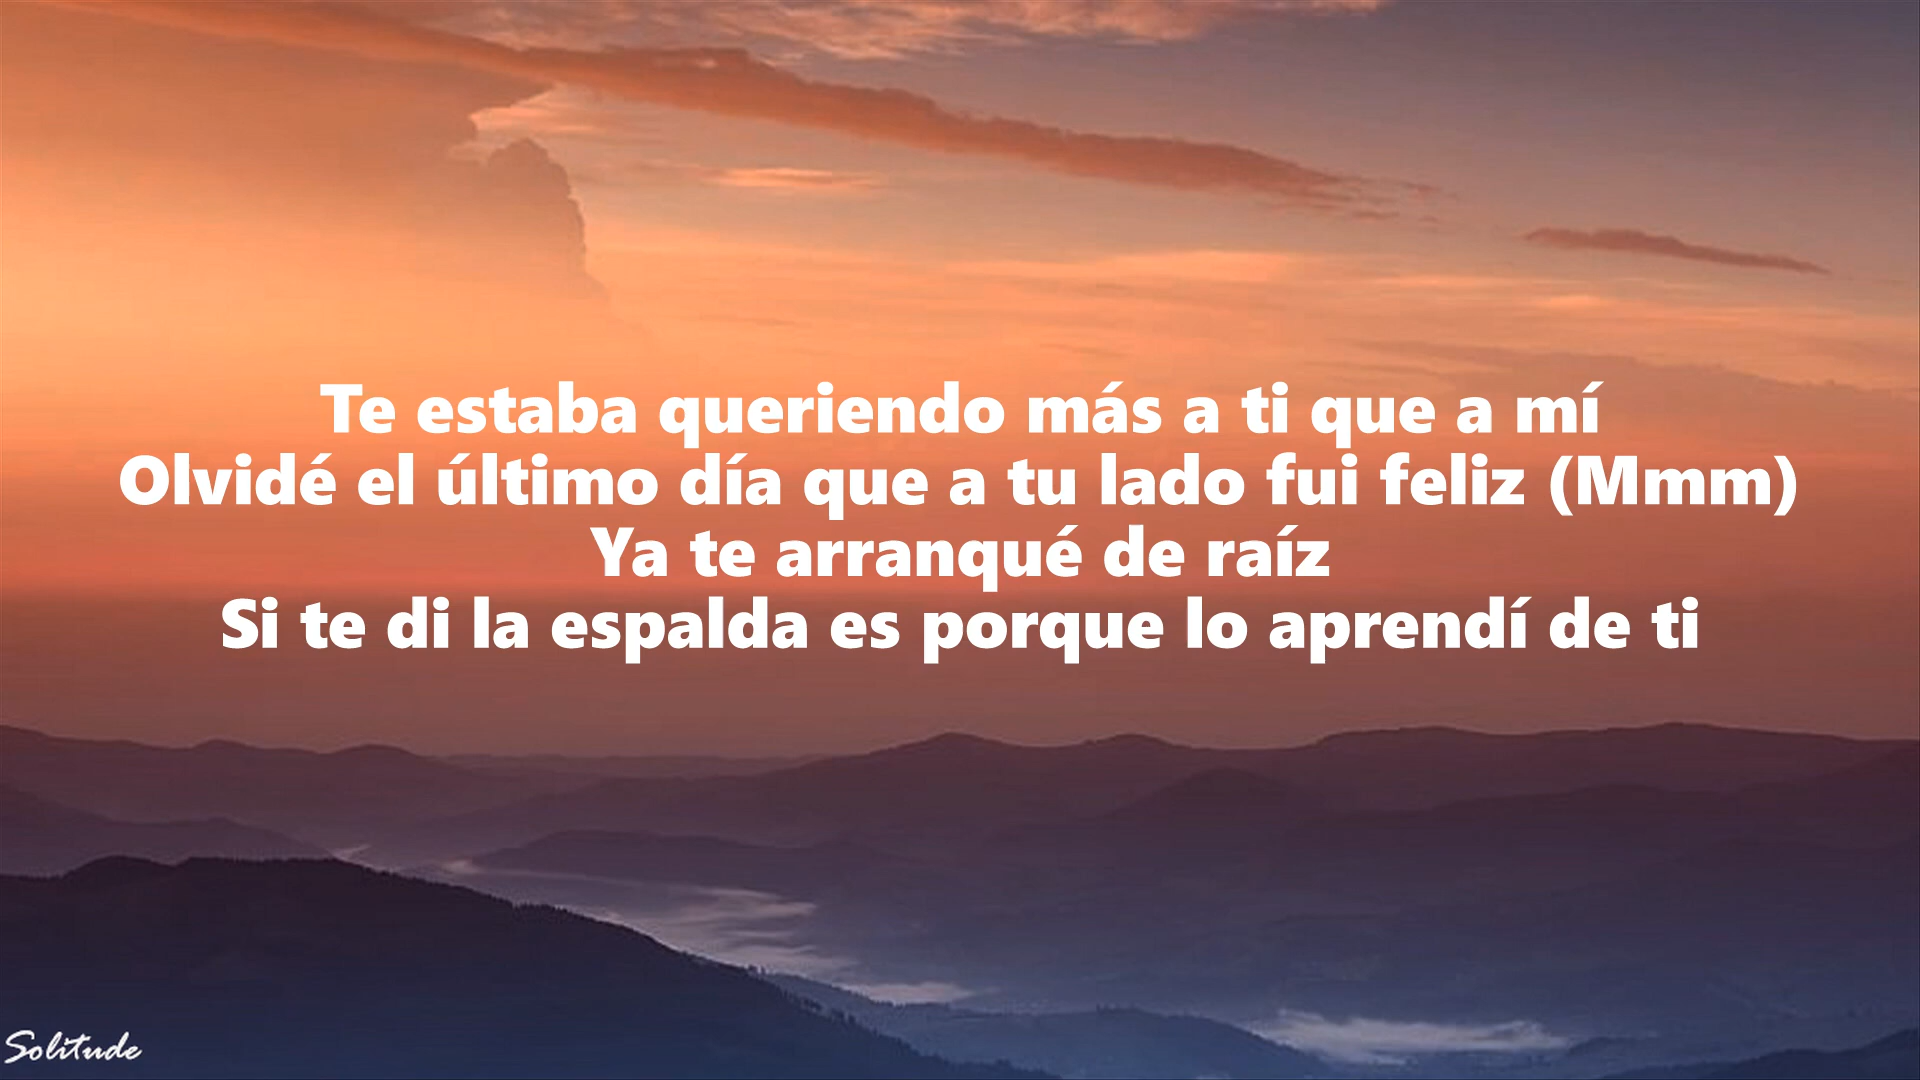 Te estaba queriendo más a ti que a mí
Olvidé el último día que a tu lado fui feliz (Mmm)
Ya te arranqué de raíz
Si te di la espalda es porque lo aprendí de ti
Solitude